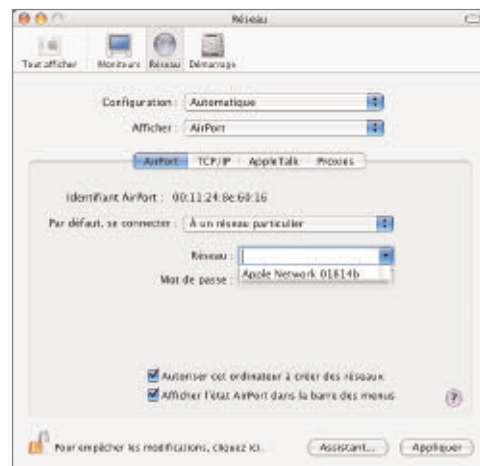 Réseau
Tout afficher Moniteurs Réseau Démarrage
Configuration : Automatique
Afficher : AirPort
AirPort TCP/IP AppleTalk Proxies
Identifiant AirPort : 00:11:24:8e:60:16
Par défaut, se connecter : À un réseau particulier
Réseau :
Apple Network 01814b
Mot de passe :
Autoriser cet ordinateur à créer des réseaux
Afficher l'état AirPort dans la barre des menus
?
Pour empêcher les modifications, cliquez ici. Assistant... Appliquer